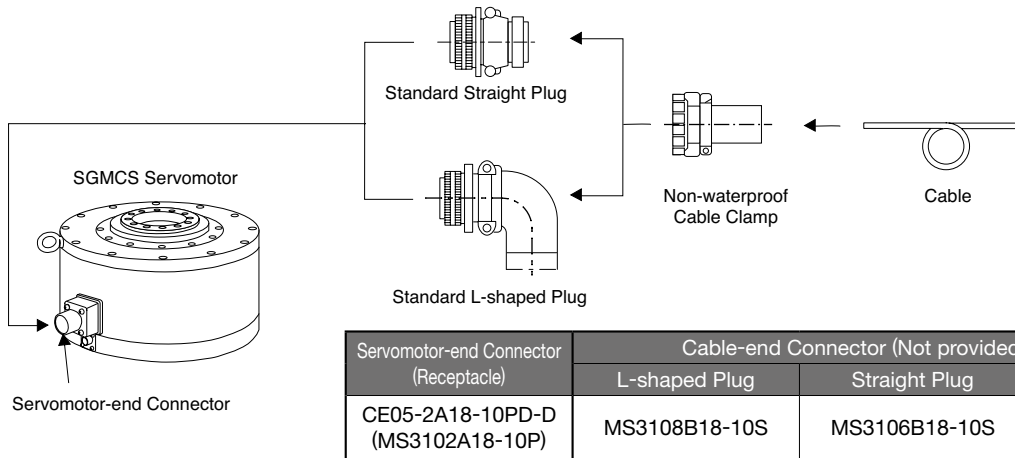 Standard Straight Plug
SGMCS Servomotor
Non-waterproof
Cable Clamp
Cable
Standard L-shaped Plug
Servomotor-end Connector
Servomotor-end Connector
(Receptacle)
Cable-end Connector (Not provided
L-shaped Plug
Straight Plug
CE05-2A18-10PD-D
(MS3102A18-10P)
MS3108B18-10S
MS3106B18-10S